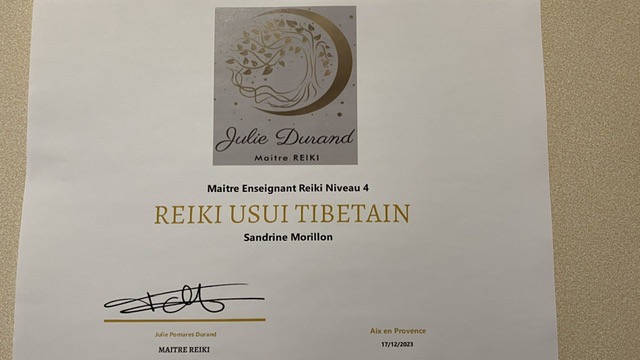 Julie Durand
Maitre REIKI
Maitre Enseignant Reiki Niveau 4
REIKI USUI TIBETAIN
Sandrine Morillon
Julie Pomares Durand
Aix en Provence
MAITRE REIKI
17/12/2023